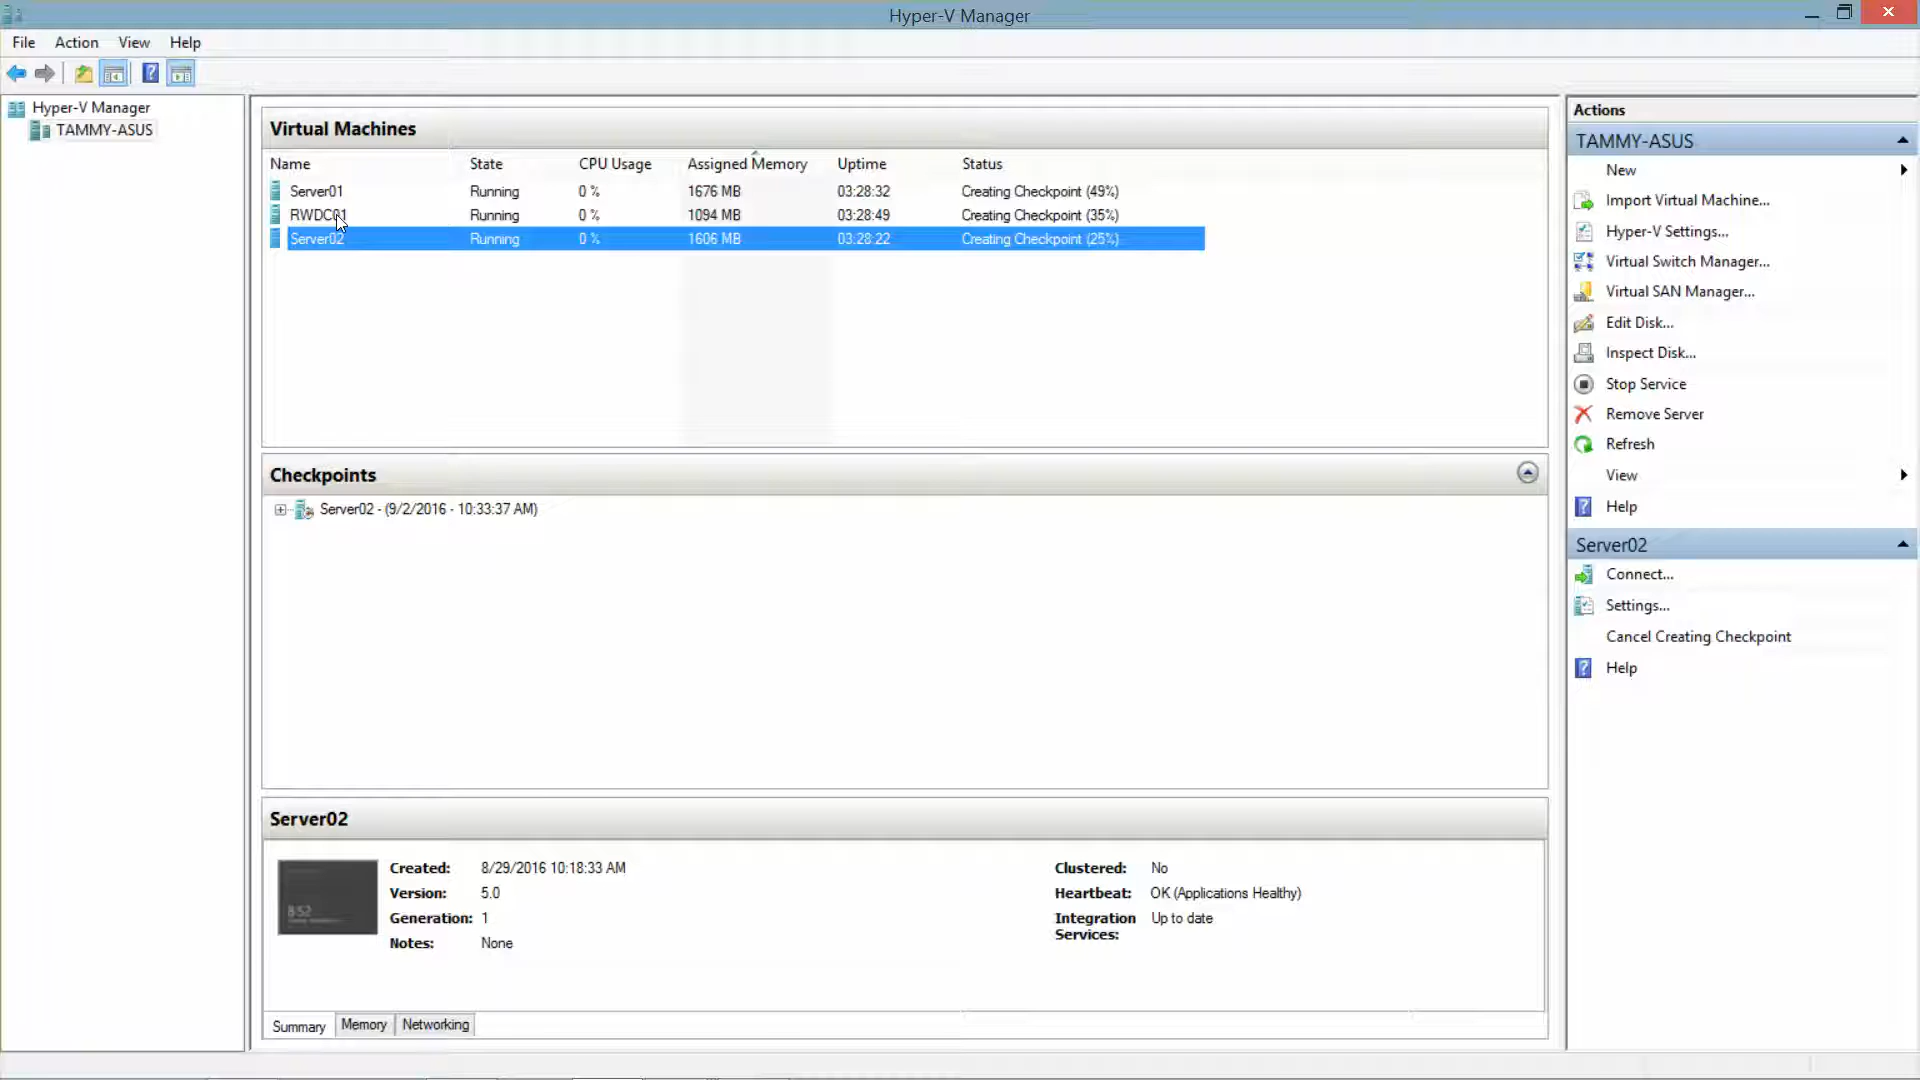 Hyper-V Manager
File Action View Help
Hyper-V Manager
TAMMY-ASUS
Virtual Machines
Name State CPU Usage Assigned Memory Uptime Status
Server01 Running 0 % 1676 MB 03:28:32 Creating Checkpoint (49%)
RWDC01 Running 0 % 1094 MB 03:28:49 Creating Checkpoint (35%)
Server02 Running 0 % 1606 MB 03:28:22 Creating Checkpoint (25%)
Checkpoints
Server02 - (9/2/2016 - 10:33:37 AM)
Server02
8:52
Created: 8/29/2016 10:18:33 AM
Version: 5.0
Generation: 1
Notes: None
Clustered: No
Heartbeat: OK (Applications Healthy)
Integration Up to date
Services:
Summary Memory Networking
Actions
TAMMY-ASUS
New
Import Virtual Machine...
Hyper-V Settings...
Virtual Switch Manager...
Virtual SAN Manager...
Edit Disk...
Inspect Disk...
Stop Service
Remove Server
Refresh
View
Help
Server02
Connect...
Settings...
Cancel Creating Checkpoint
Help